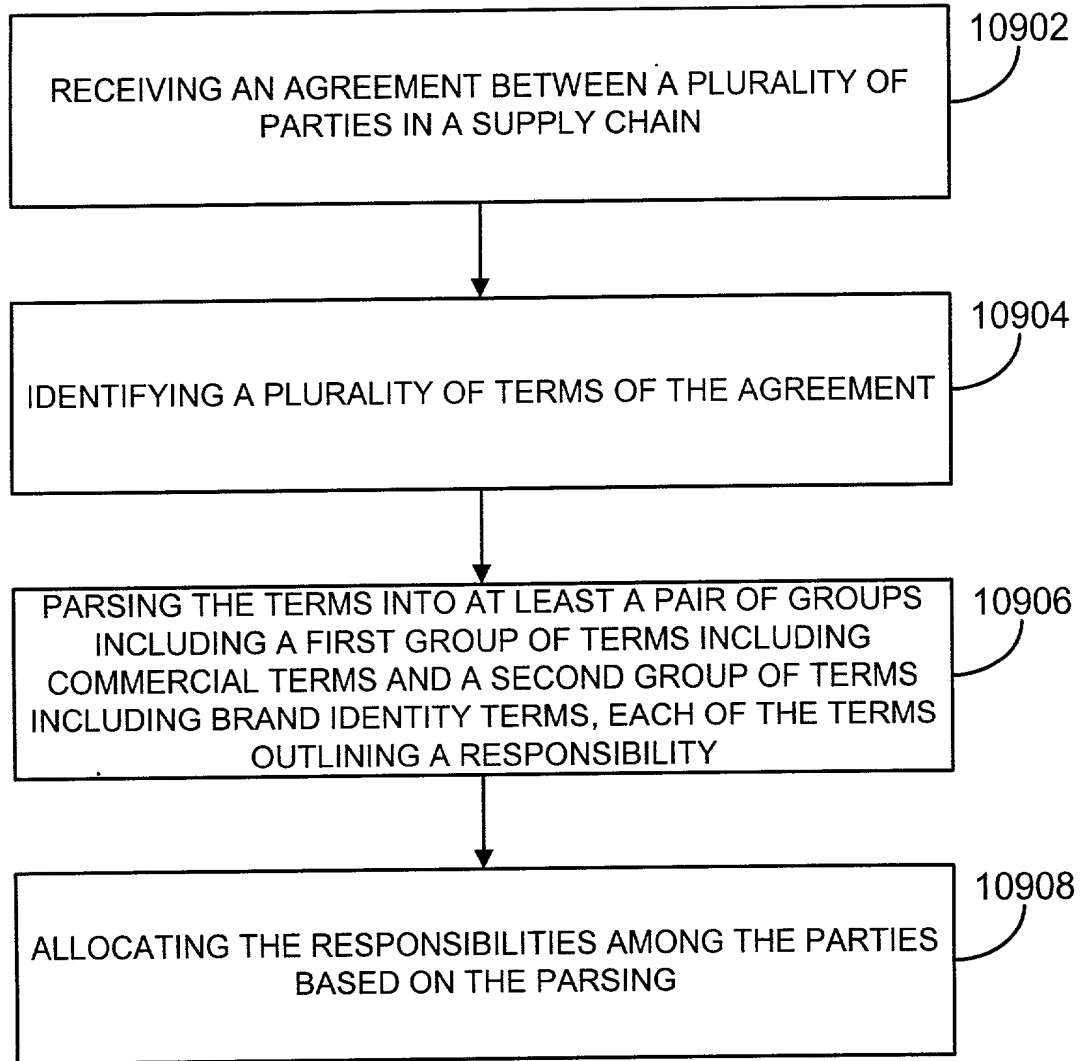 10902
RECEIVING AN AGREEMENT BETWEEN A PLURALITY OF
PARTIES IN A SUPPLY CHAIN
10904
IDENTIFYING A PLURALITY OF TERMS OF THE AGREEMENT
10906
PARSING THE TERMS INTO AT LEAST A PAIR OF GROUPS
INCLUDING A FIRST GROUP OF TERMS INCLUDING
COMMERCIAL TERMS AND A SECOND GROUP OF TERMS
INCLUDING BRAND IDENTITY TERMS, EACH OF THE TERMS
OUTLINING A RESPONSIBILITY
10908
ALLOCATING THE RESPONSIBILITIES AMONG THE PARTIES
BASED ON THE PARSING